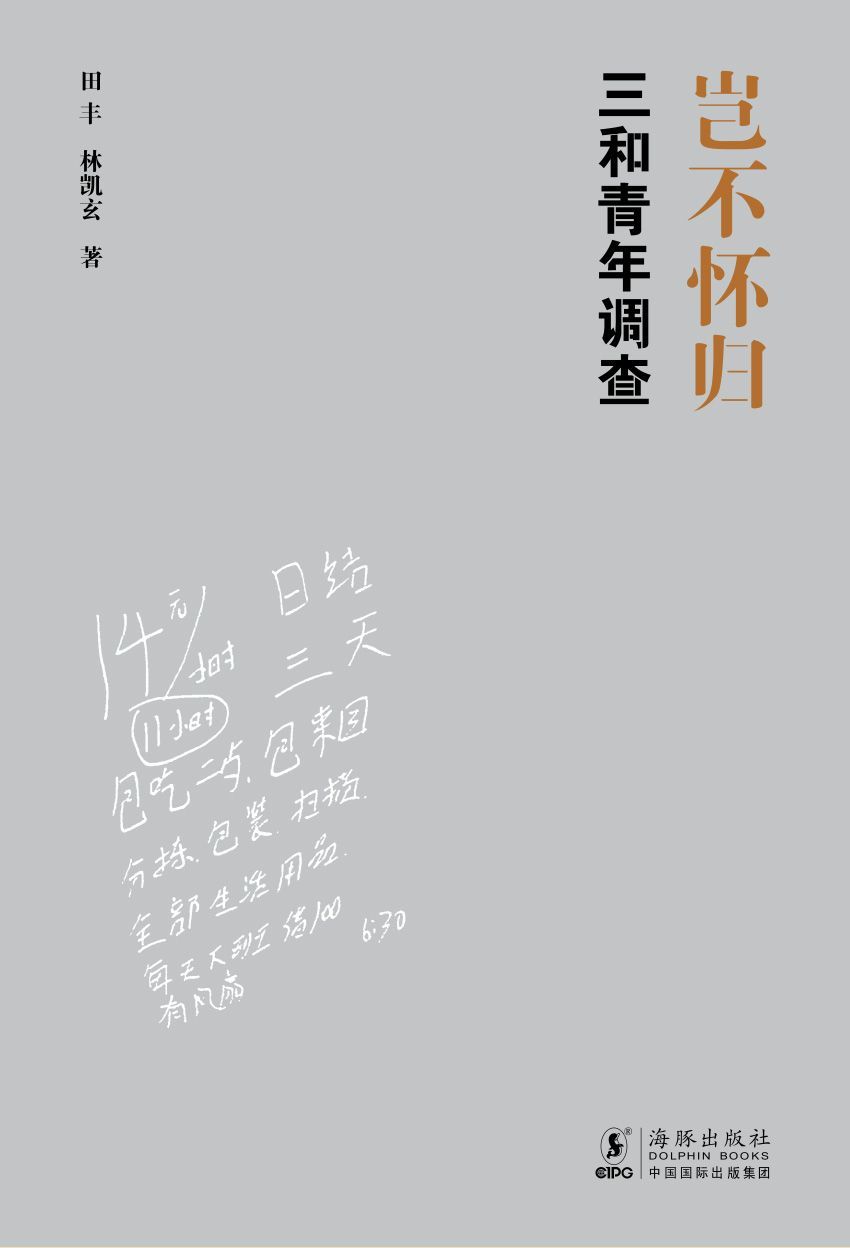 岂不怀归
三和青年调查
田丰 林凯玄 著
14元/小时
日结
三天
11小时
包吃二与、包来回
分拣、包装、扫描.
全部生活用品.
每天下班借100 6:30
有风扇
海豚出版社
DOLPHIN BOOKS
CIPG
中国国际出版集团